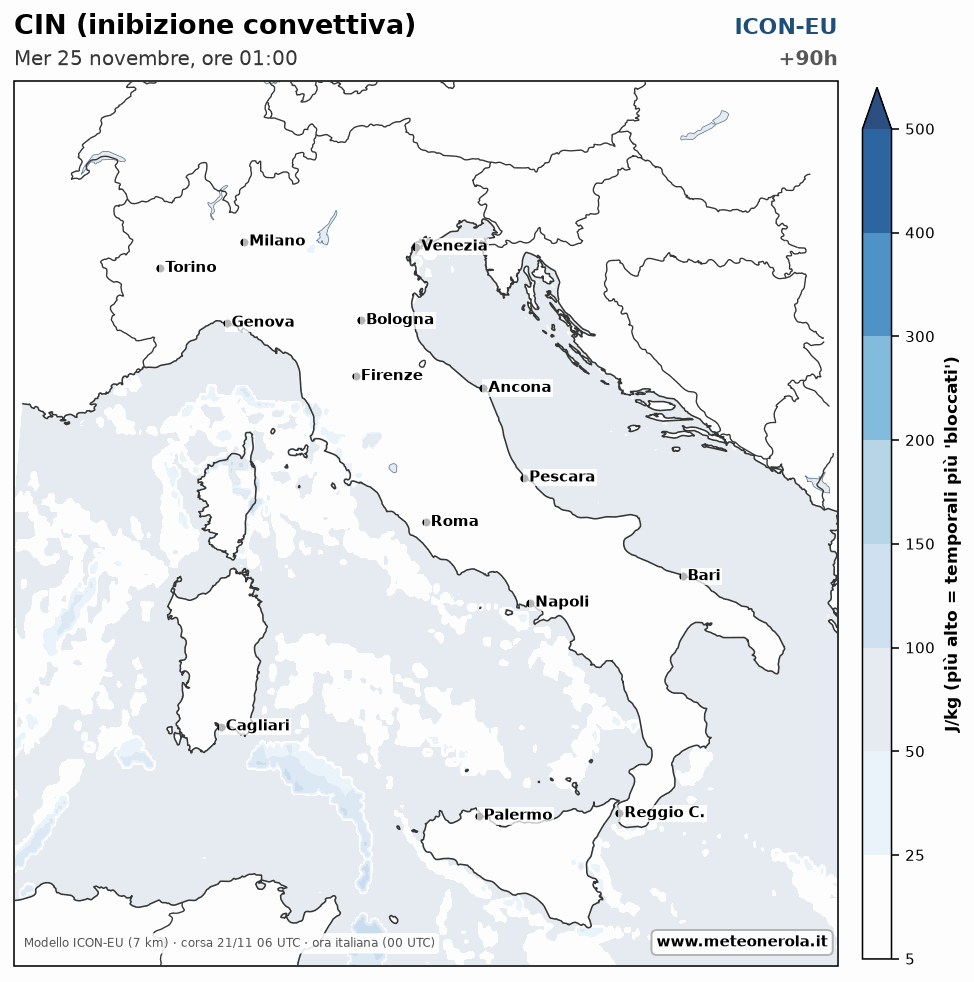 CIN (inibizione convettiva)
ICON-EU
Mer 25 novembre, ore 01:00
+90h
Milano
Venezia
Torino
Genova
Bologna
Firenze
Ancona
Pescara
Roma
Bari
Napoli
Cagliari
Palermo
Reggio C.
500
400
300
200
150
100
50
25
5
J/kg (più alto = temporali più 'bloccati')
Modello ICON-EU (7 km) · corsa 21/11 06 UTC · ora italiana (00 UTC)
www.meteonerola.it